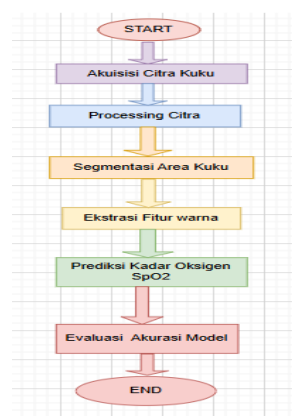 START
Akuisisi Citra Kuku
Processing Citra
Segmentasi Area Kuku
Ekstrasi Fitur warna
Prediksi Kadar Oksigen
SpO2
Evaluasi Akurasi Model
END